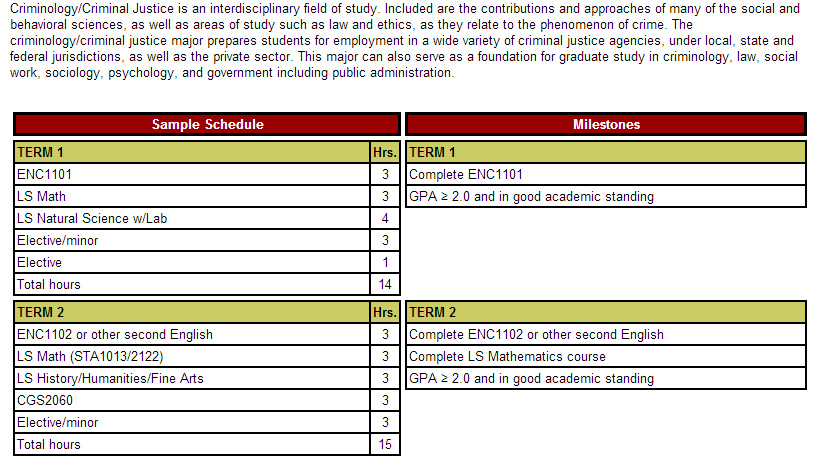 Criminology/Criminal Justice is an interdisciplinary field of study. Included are the contributions and approaches of many of the social and
behavioral sciences, as well as areas of study such as law and ethics, as they relate to the phenomenon of crime. The
criminology/criminal justice major prepares students for employment in a wide variety of criminal justice agencies, under local, state and
federal jurisdictions, as well as the private sector. This major can also serve as a foundation for graduate study in criminology, law, social
work, sociology, psychology, and government including public administration.
Sample Schedule Milestones
TERM 1 Hrs. TERM 1
ENC1101 3 Complete ENC1101
LS Math 3 GPA ≥ 2.0 and in good academic standing
LS Natural Science w/Lab 4
Elective/minor 3
Elective 1
Total hours 14
TERM 2 Hrs. TERM 2
ENC1102 or other second English 3 Complete ENC1102 or other second English
LS Math (STA1013/2122) 3 Complete LS Mathematics course
LS History/Humanities/Fine Arts 3 GPA ≥ 2.0 and in good academic standing
CGS2060 3
Elective/minor 3
Total hours 15